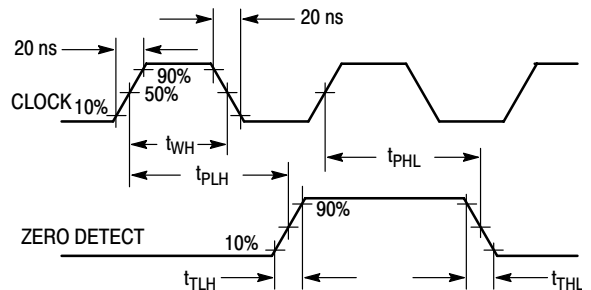 20 ns
20 ns
90%
50%
CLOCK
10%
tWH
tPLH
tPHL
90%
ZERO DETECT
10%
tTLH
tTHL